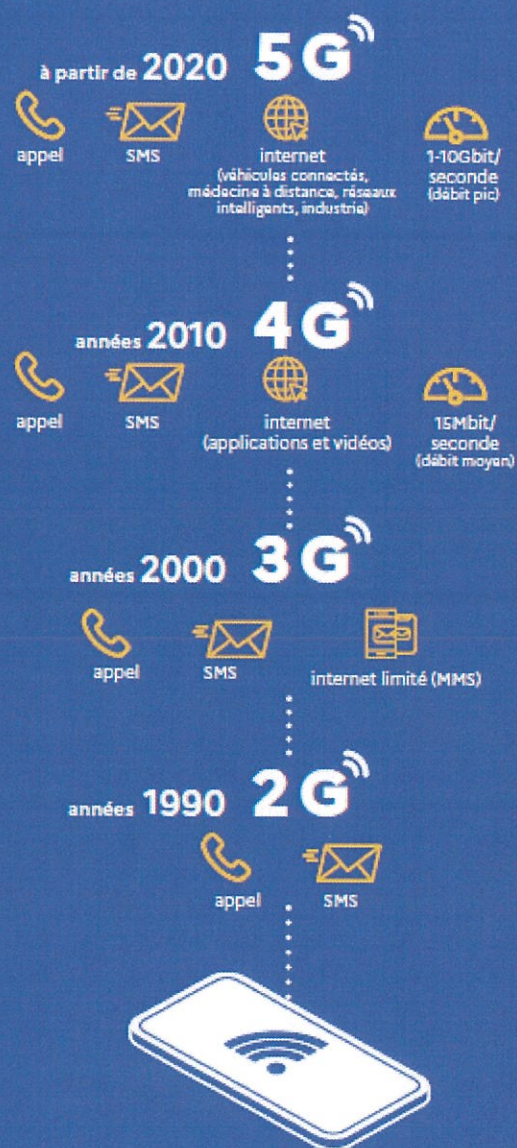 à partir de 2020 5G
appel
SMS
internet
(véhicules connectés,
médecine à distance, réseaux
intelligents, industrie)
1-10Gbit/
seconde
(débit pic)
années 2010 4G
appel
SMS
internet
(applications et vidéos)
15Mbit/
seconde
(débit moyen)
années 2000 3G
appel
SMS
internet limité (MMS)
années 1990 2G
appel
SMS